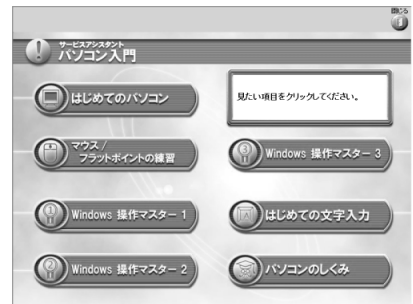 閉じる
サービスアシスタント
パソコン入門
はじめてのパソコン
見たい項目をクリックしてください。
マウス/
フラットポイントの練習
3
Windows 操作マスター 3
1
Windows 操作マスター 1
はじめての文字入力
2
Windows 操作マスター 2
パソコンのしくみ